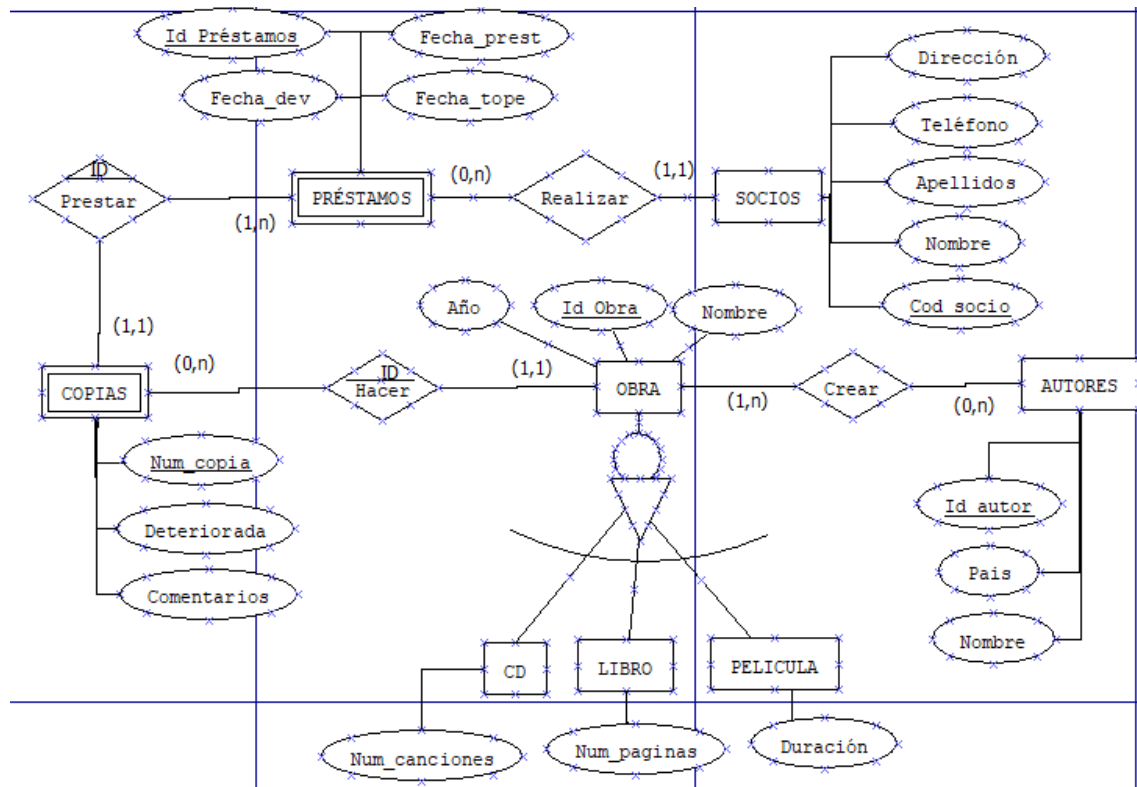 Id Préstamos
Fecha_prest
Dirección
Fecha_dev
Fecha_tope
Teléfono
ID
Prestar
(1,n)
PRÉSTAMOS
(0,n)
Realizar
(1,1)
SOCIOS
Apellidos
Nombre
Cod socio
Año
Id Obra
Nombre
(1,1)
COPIAS
(0,n)
ID
Hacer
(1,1)
OBRA
(1,n)
Crear
(0,n)
AUTORES
Num_copia
Deteriorada
Comentarios
Id autor
Pais
Nombre
CD
LIBRO
PELICULA
Num_canciones
Num_paginas
Duración